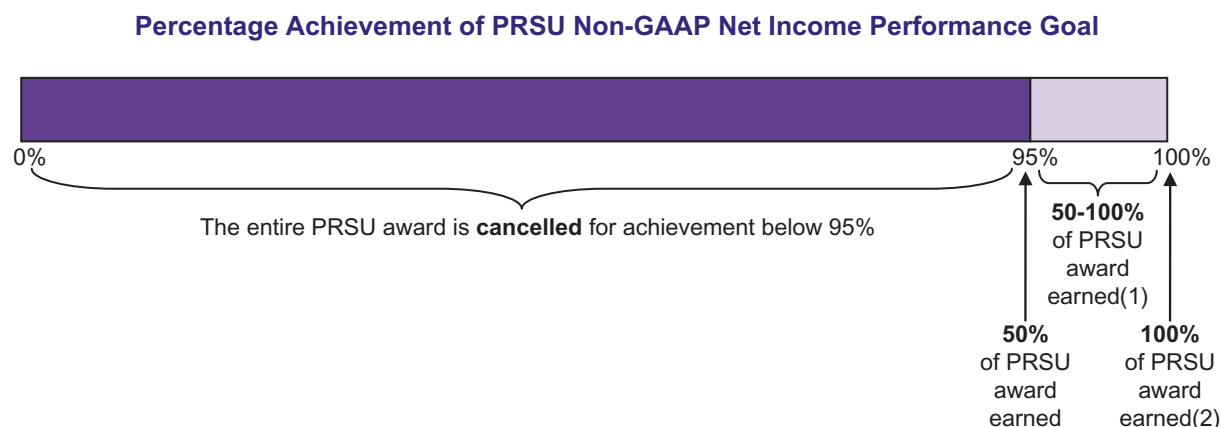 Percentage Achievement of PRSU Non-GAAP Net Income Performance Goal
0%
95%
100%
The entire PRSU award is cancelled for achievement below 95%
50-100%
of PRSU
award
earned(1)
50%
of PRSU
award
earned
100%
of PRSU
award
earned(2)